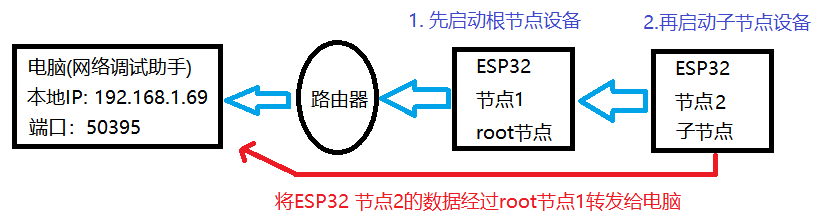 1. 先启动根节点设备
2.再启动子节点设备
电脑(网络调试助手)
本地IP: 192.168.1.69
端口：50395
路由器
ESP32
节点1
root节点
ESP32
节点2
子节点
将ESP32 节点2的数据经过root节点1转发给电脑